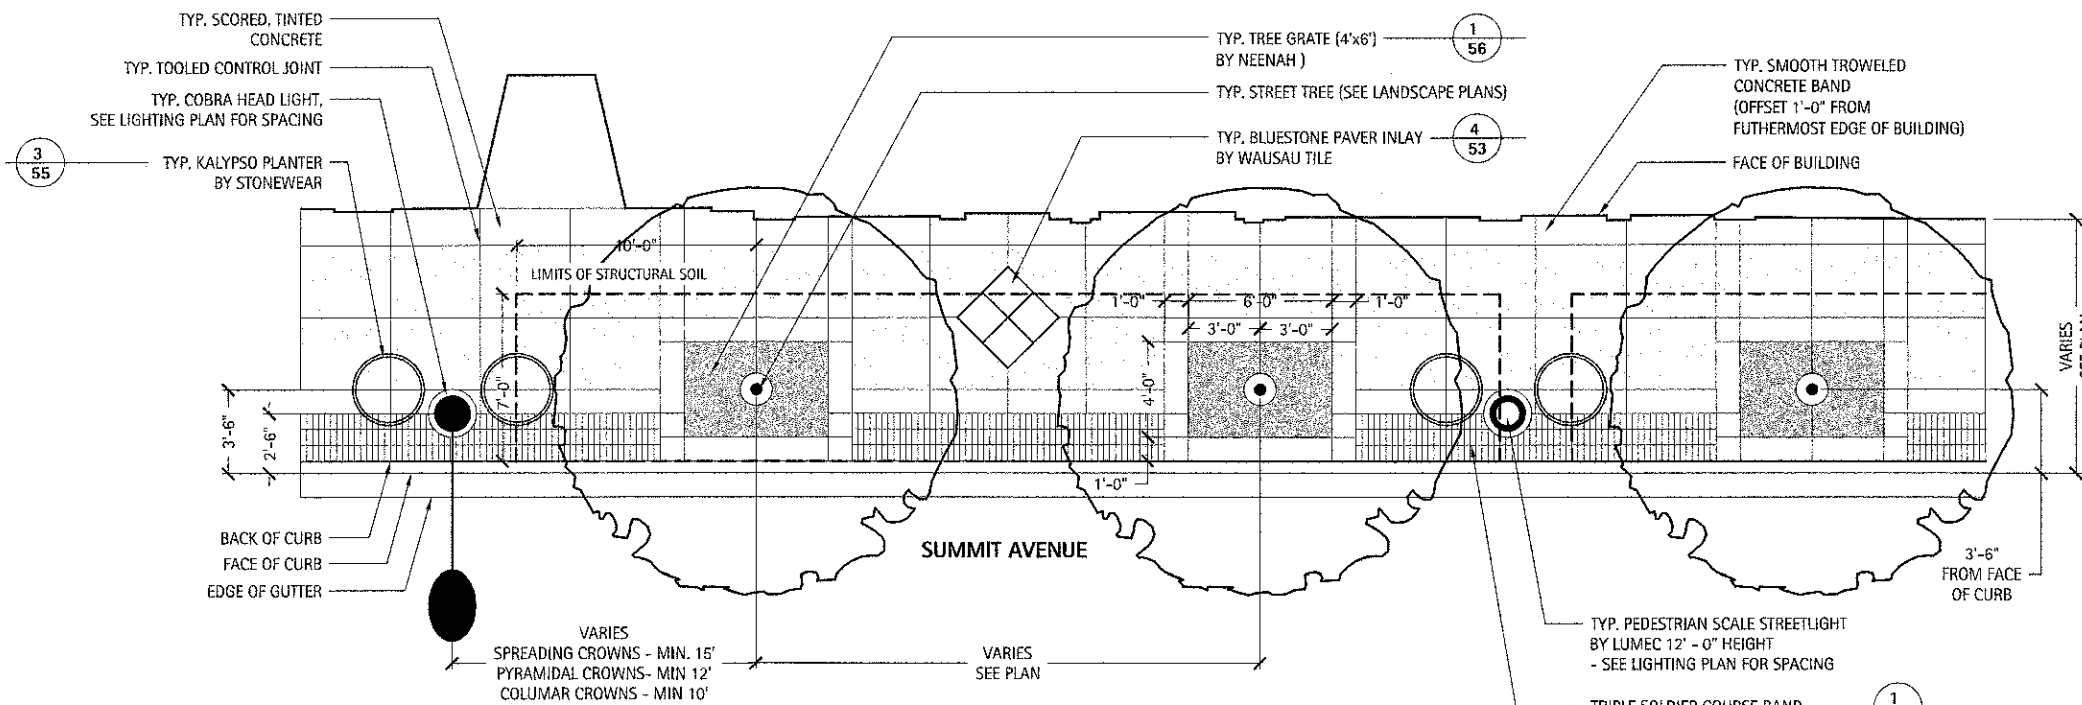 TYP. SCORED, TINTED
CONCRETE
TYP. TOOLED CONTROL JOINT
TYP. COBRA HEAD LIGHT,
SEE LIGHTING PLAN FOR SPACING
3
55
TYP. KALYPSO PLANTER
BY STONEWEAR
TYP. TREE GRATE (4'x6')
BY NEENAH )
1
56
TYP. STREET TREE (SEE LANDSCAPE PLANS)
TYP. BLUESTONE PAVER INLAY
BY WAUSAU TILE
4
53
TYP. SMOOTH TROWELED
CONCRETE BAND
(OFFSET 1'-0" FROM
FUTHERMOST EDGE OF BUILDING)
FACE OF BUILDING
10'-0"
LIMITS OF STRUCTURAL SOIL
1'-0"
6'-0"
1'-0"
3'-0"
3'-0"
4'-0"
7'-0"
3'-6"
2'-6"
1'-0"
VARIES
BACK OF CURB
FACE OF CURB
EDGE OF GUTTER
SUMMIT AVENUE
3'-6"
FROM FACE
OF CURB
VARIES
SPREADING CROWNS - MIN. 15'
PYRAMIDAL CROWNS- MIN 12'
COLUMAR CROWNS - MIN 10'
VARIES
SEE PLAN
TYP. PEDESTRIAN SCALE STREETLIGHT
BY LUMEC 12' - 0" HEIGHT
- SEE LIGHTING PLAN FOR SPACING
TRIPLE SOLDIER COURSE BAND
1